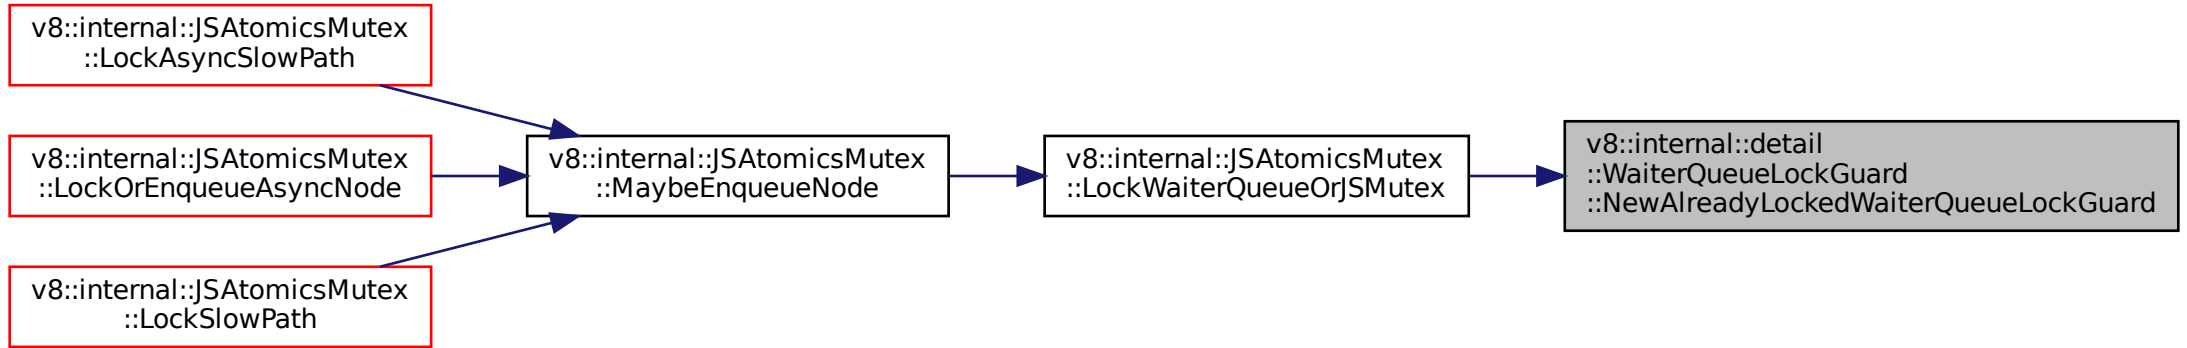 v8::internal::JSAtomicsMutex
::LockAsyncSlowPath
v8::internal::JSAtomicsMutex
::LockOrEnqueueAsyncNode
v8::internal::JSAtomicsMutex
::LockSlowPath
v8::internal::JSAtomicsMutex
::MaybeEnqueueNode
v8::internal::JSAtomicsMutex
::LockWaiterQueueOrJSMutex
v8::internal::detail
::WaiterQueueLockGuard
::NewAlreadyLockedWaiterQueueLockGuard